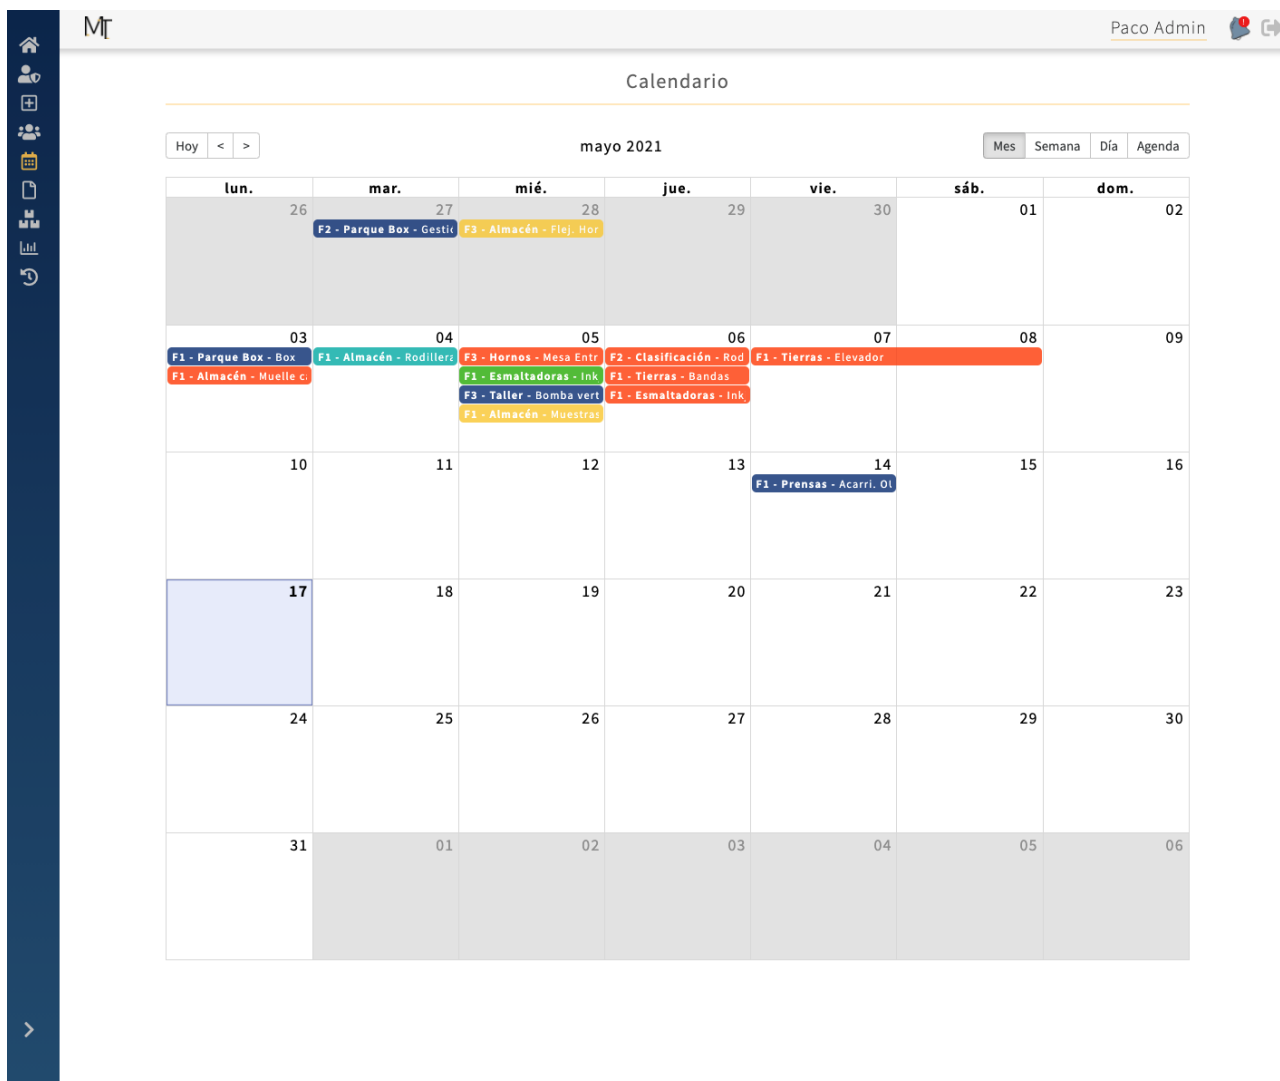 MT
Paco Admin
Calendario
Hoy < > mayo 2021 Mes Semana Día Agenda
lun. mar. mié. jue. vie. sáb. dom.
26 27 28 29 30 01 02
F2 - Parque Box - Gestic F3 - Almacén - Flej. Hor
03 04 05 06 07 08 09
F1 - Parque Box - Box F1 - Almacén - Rodillera F3 - Hornos - Mesa Entr F2 - Clasificación - Rod F1 - Tierras - Elevador
F1 - Almacén - Muelle ca F1 - Esmaltadoras - Ink F1 - Tierras - Bandas
F3 - Taller - Bomba vert F1 - Esmaltadoras - Ink
F1 - Almacén - Muestras
10 11 12 13 14 15 16
F1 - Prensas - Acarri.
17 18 19 20 21 22 23
24 25 26 27 28 29 30
31 01 02 03 04 05 06